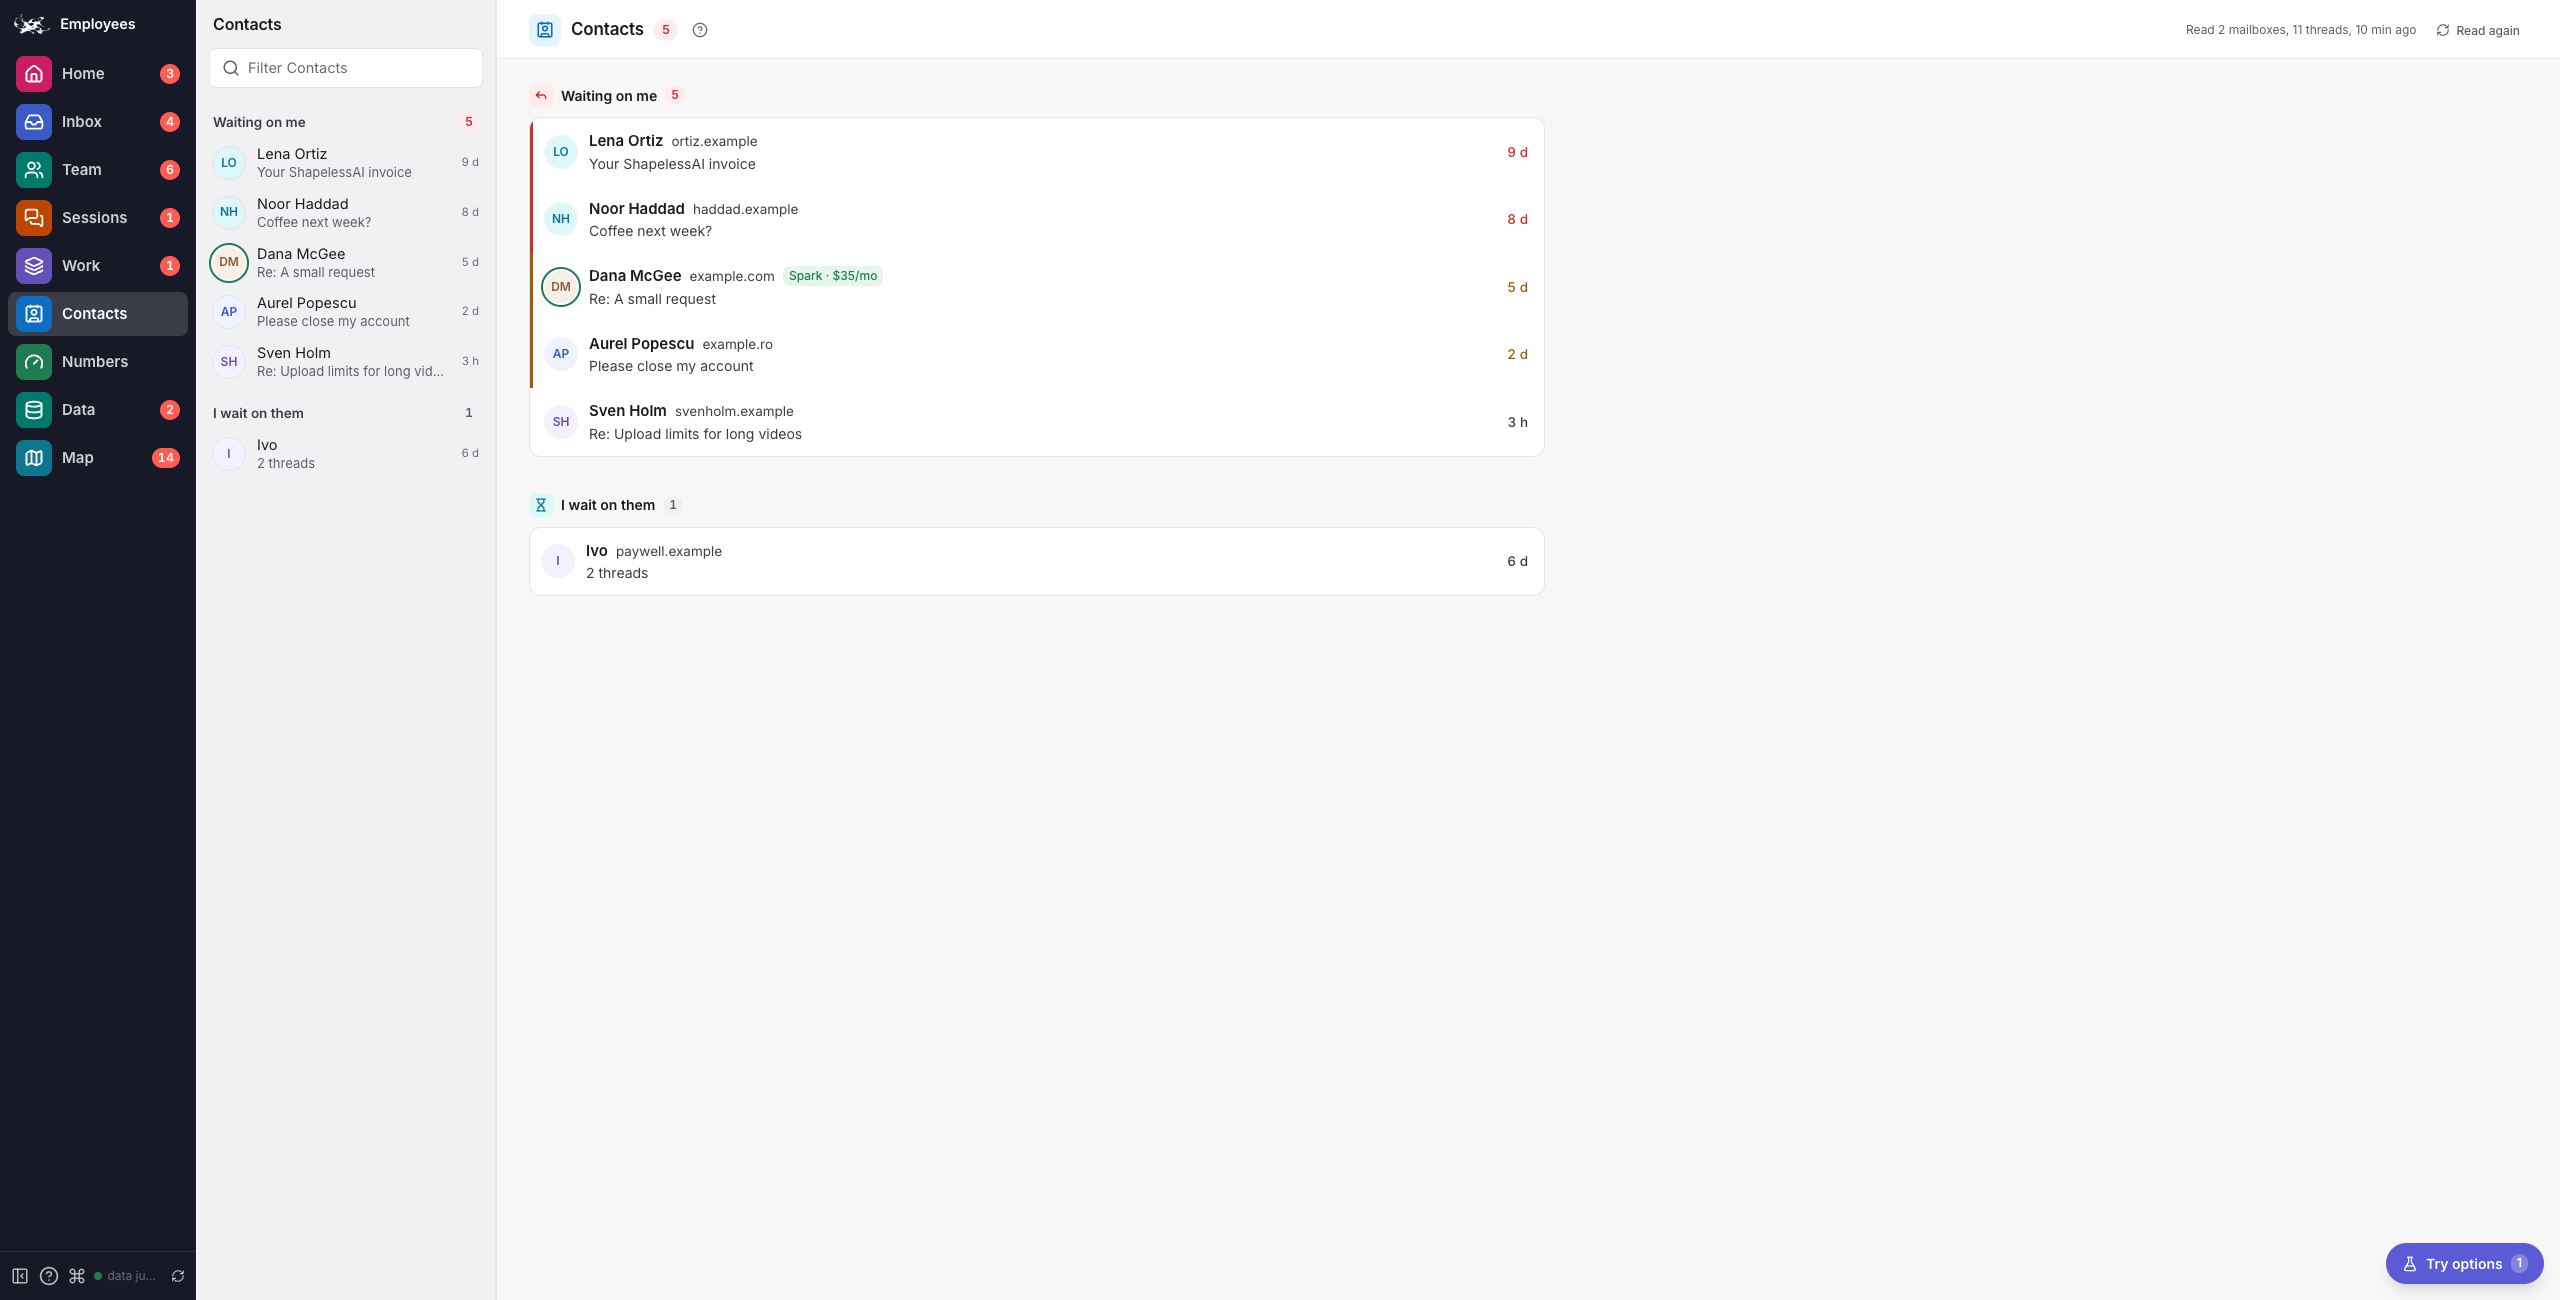 Employees
Home 3
Inbox 4
Team 6
Sessions 1
Work 1
Contacts
Numbers
Data 2
Map 14
data ju...
Contacts
Filter Contacts
Waiting on me 5
LO Lena Ortiz 9 d
Your ShapelessAI invoice
NH Noor Haddad 8 d
Coffee next week?
DM Dana McGee 5 d
Re: A small request
AP Aurel Popescu 2 d
Please close my account
SH Sven Holm 3 h
Re: Upload limits for long vid...
I wait on them 1
I Ivo 6 d
2 threads
Contacts 5
Read 2 mailboxes, 11 threads, 10 min ago Read again
Waiting on me 5
LO Lena Ortiz ortiz.example 9 d
Your ShapelessAI invoice
NH Noor Haddad haddad.example 8 d
Coffee next week?
DM Dana McGee example.com Spark · $35/mo 5 d
Re: A small request
AP Aurel Popescu example.ro 2 d
Please close my account
SH Sven Holm svenholm.example 3 h
Re: Upload limits for long videos
I wait on them 1
I Ivo paywell.example 6 d
2 threads
Try options 1